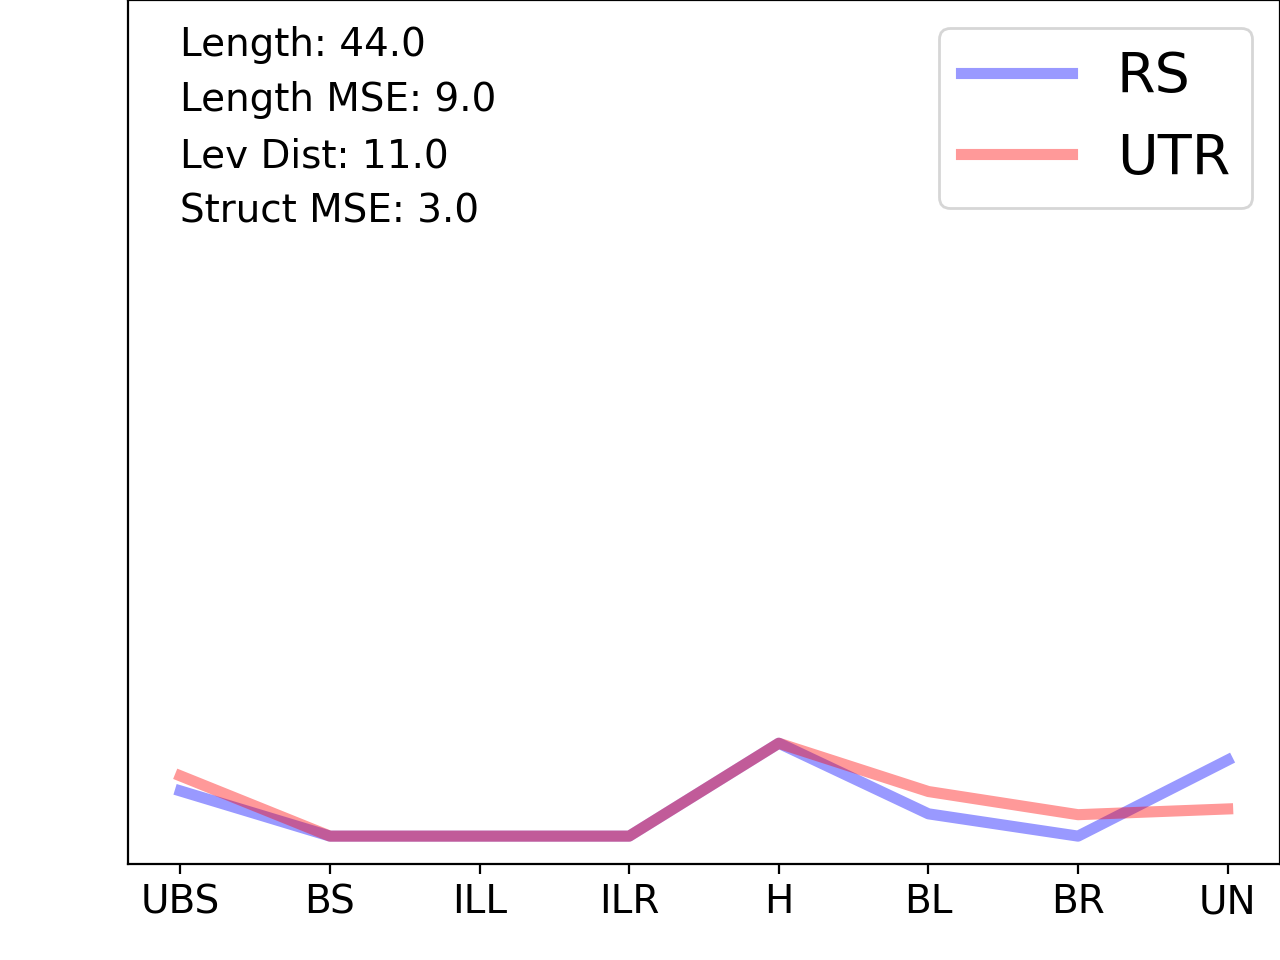 Length: 44.0
Length MSE: 9.0
Lev Dist: 11.0
Struct MSE: 3.0
RS
UTR
UBS BS ILL ILR H BL BR UN